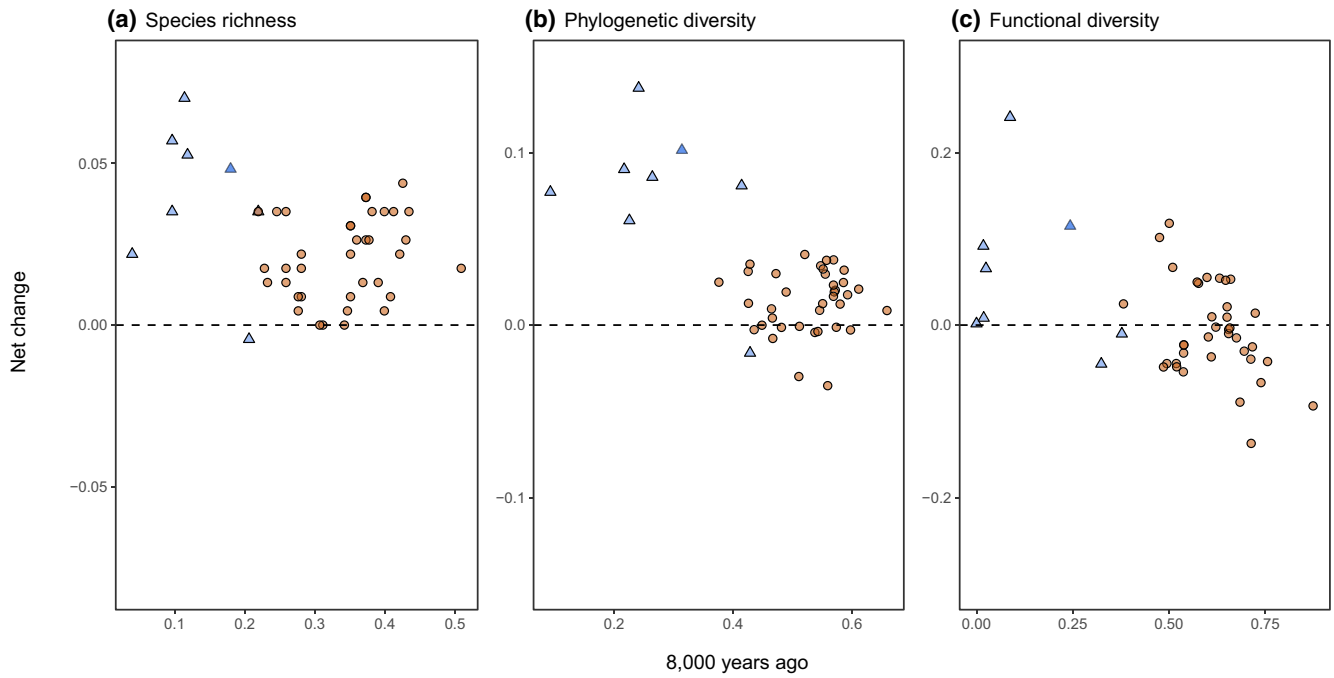 (a) Species richness
(b) Phylogenetic diversity
(c) Functional diversity
Net change
0.05
0.00
−0.05
0.1 0.2 0.3 0.4 0.5
0.1
0.0
−0.1
0.2 0.4 0.6
0.2
0.0
−0.2
0.00 0.25 0.50 0.75
8,000 years ago